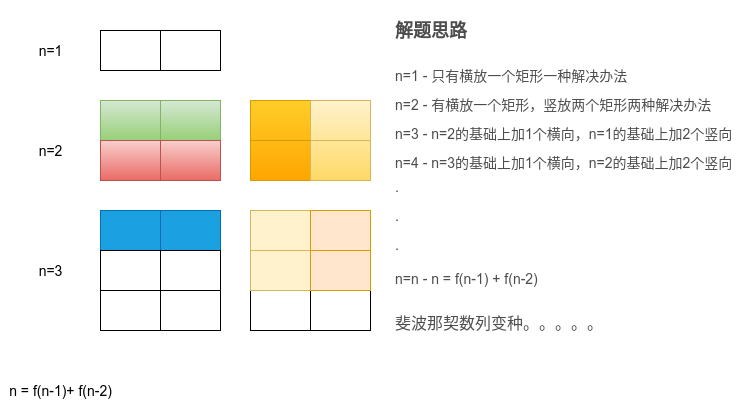 n=1
n=2
n=3
n = f(n-1)+ f(n-2)
解题思路
n=1 - 只有横放一个矩形一种解决办法
n=2 - 有横放一个矩形，竖放两个矩形两种解决办法
n=3 - n=2的基础上加1个横向，n=1的基础上加2个竖向
n=4 - n=3的基础上加1个横向，n=2的基础上加2个竖向
.
.
.
n=n - n = f(n-1) + f(n-2)
斐波那契数列变种。。。。。